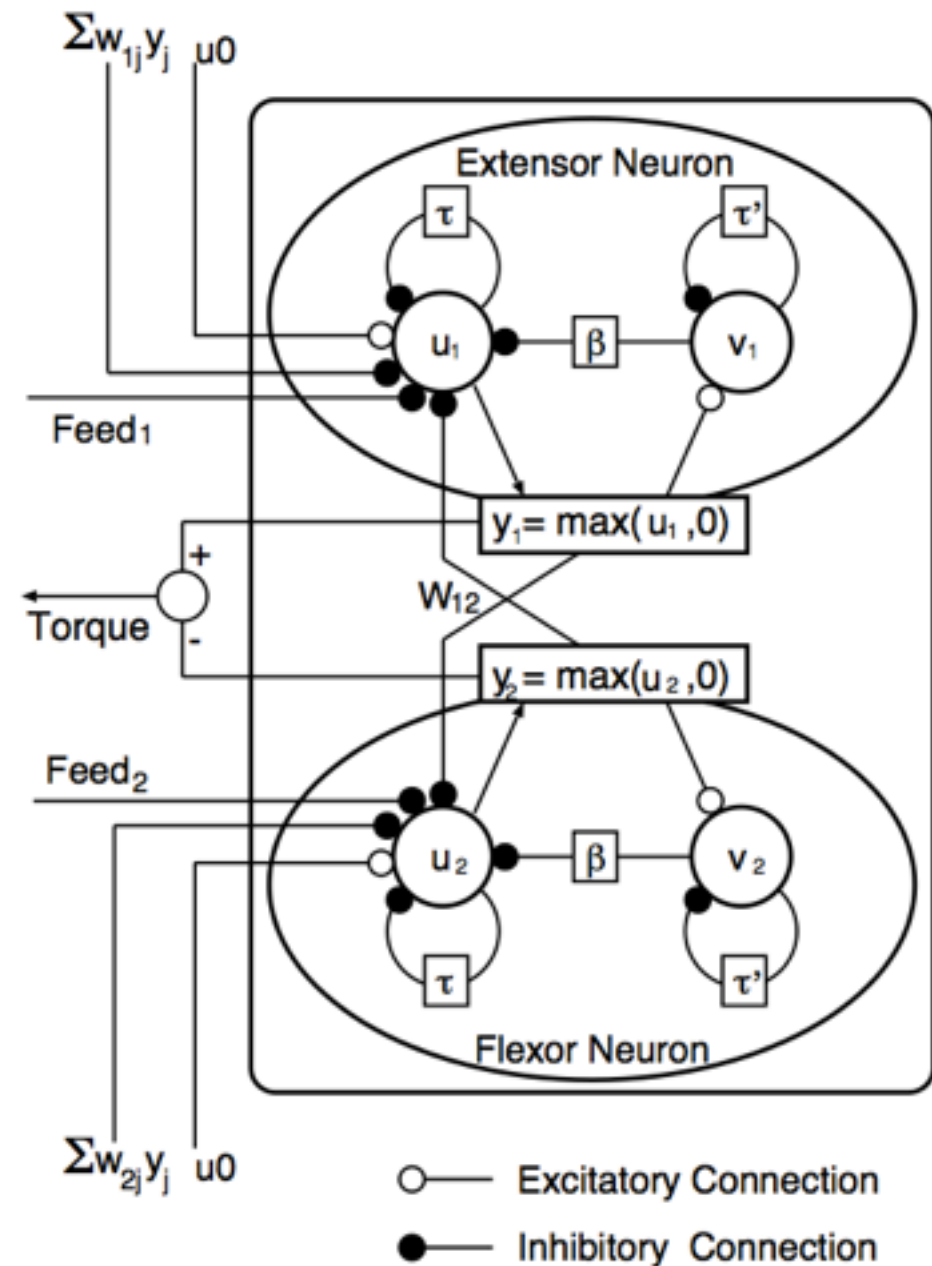 Σw₁ⱼyⱼ u0
Extensor Neuron
τ τ’
u₁ β v₁
Feed₁
y₁= max( u₁ ,0)
+
W₁₂
Torque
-
y₂= max(u₂ ,0)
Feed₂
u₂ β v₂
τ τ’
Flexor Neuron
Σw₂ⱼyⱼ u0
Excitatory Connection
Inhibitory Connection